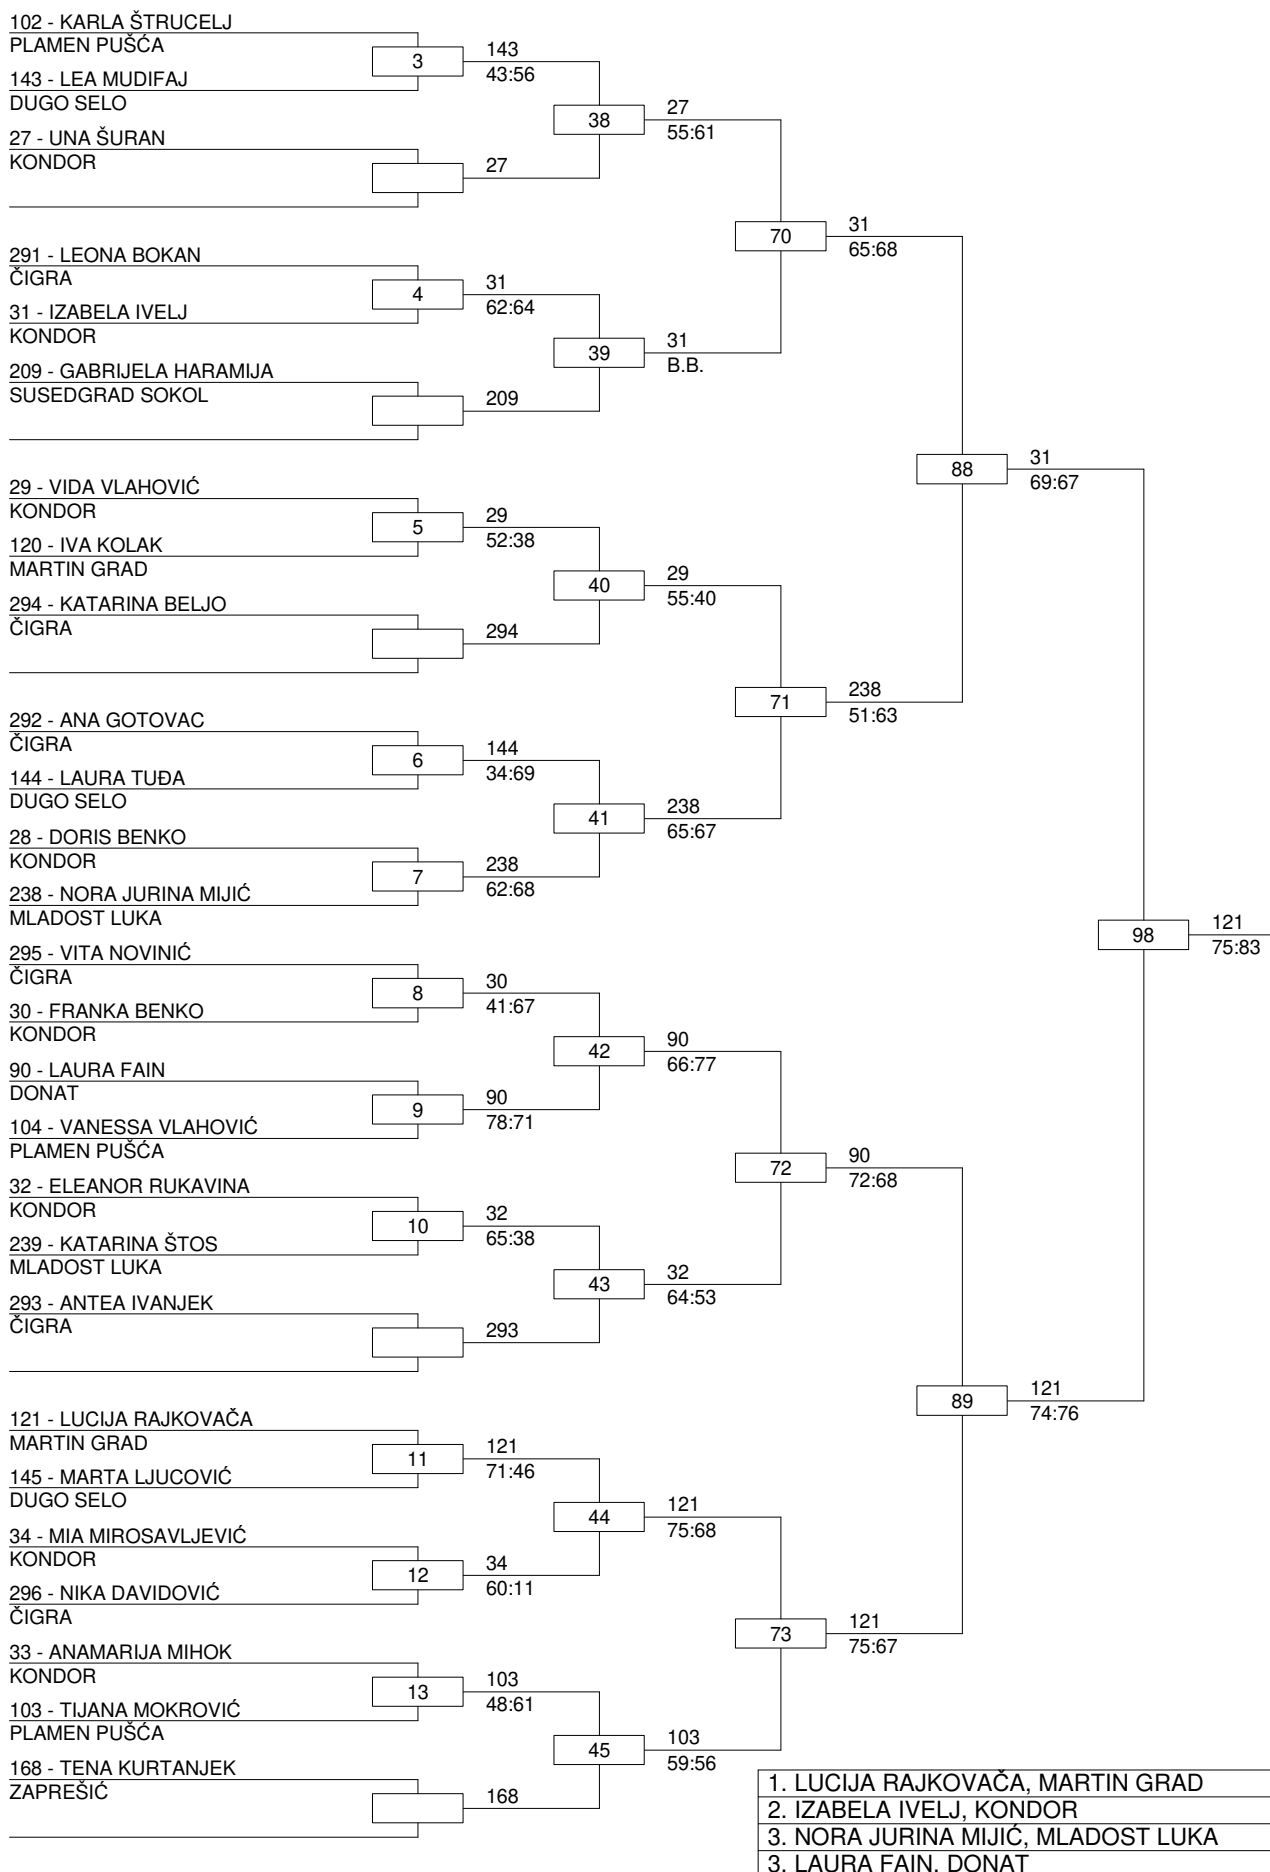 102 - KARLA ŠTRUCELJ
PLAMEN PUŠĆA
3
143
43:56
143 - LEA MUDIFAJ
DUGO SELO
38
27
55:61
27 - UNA ŠURAN
KONDOR
27
70
31
65:68
291 - LEONA BOKAN
ČIGRA
4
31
62:64
31 - IZABELA IVELJ
KONDOR
39
31
B.B.
209 - GABRIJELA HARAMIJA
SUSEDGRAD SOKOL
209
88
31
69:67
29 - VIDA VLAHOVIĆ
KONDOR
5
29
52:38
120 - IVA KOLAK
MARTIN GRAD
40
29
55:40
294 - KATARINA BELJO
ČIGRA
294
71
238
51:63
292 - ANA GOTOVAC
ČIGRA
6
144
34:69
144 - LAURA TUĐA
DUGO SELO
41
238
65:67
28 - DORIS BENKO
KONDOR
7
238
62:68
238 - NORA JURINA MIJIĆ
MLADOST LUKA
98
121
75:83
295 - VITA NOVINIĆ
ČIGRA
8
30
41:67
30 - FRANKA BENKO
KONDOR
42
90
66:77
90 - LAURA FAIN
DONAT
9
90
78:71
104 - VANESSA VLAHOVIĆ
PLAMEN PUŠĆA
72
90
72:68
32 - ELEANOR RUKAVINA
KONDOR
10
32
65:38
239 - KATARINA ŠTOS
MLADOST LUKA
43
32
64:53
293 - ANTEA IVANJEK
ČIGRA
293
89
121
74:76
121 - LUCIJA RAJKOVAČA
MARTIN GRAD
11
121
71:46
145 - MARTA LJUCOVIĆ
DUGO SELO
44
121
75:68
34 - MIA MIROSAVLJEVIĆ
KONDOR
12
34
60:11
296 - NIKA DAVIDOVIĆ
ČIGRA
73
121
75:67
33 - ANAMARIJA MIHOK
KONDOR
13
103
48:61
103 - TIJANA MOKROVIĆ
PLAMEN PUŠĆA
45
103
59:56
168 - TENA KURTANJEK
ZAPREŠIĆ
168
1. LUCIJA RAJKOVAČA, MARTIN GRAD
2. IZABELA IVELJ, KONDOR
3. NORA JURINA MIJIĆ, MLADOST LUKA
3. LAURA FAIN, DONAT